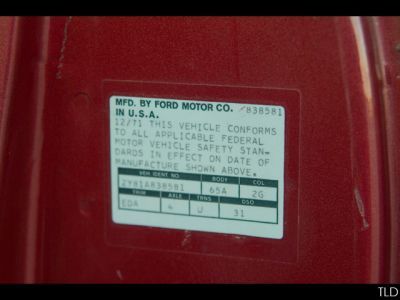 MFD. BY FORD MOTOR CO. /838581
IN U.S.A.
12/71 THIS VEHICLE CONFORMS
TO ALL APPLICABLE FEDERAL
MOTOR VEHICLE SAFETY STAN-
DARDS IN EFFECT ON DATE OF
MANUFACTURE SHOWN ABOVE.
VEH IDENT. NO BODY COL
2Y81A838581 65A 2G
TRIM AXLE TRNS DSO
EDA 4 U 31
TLD